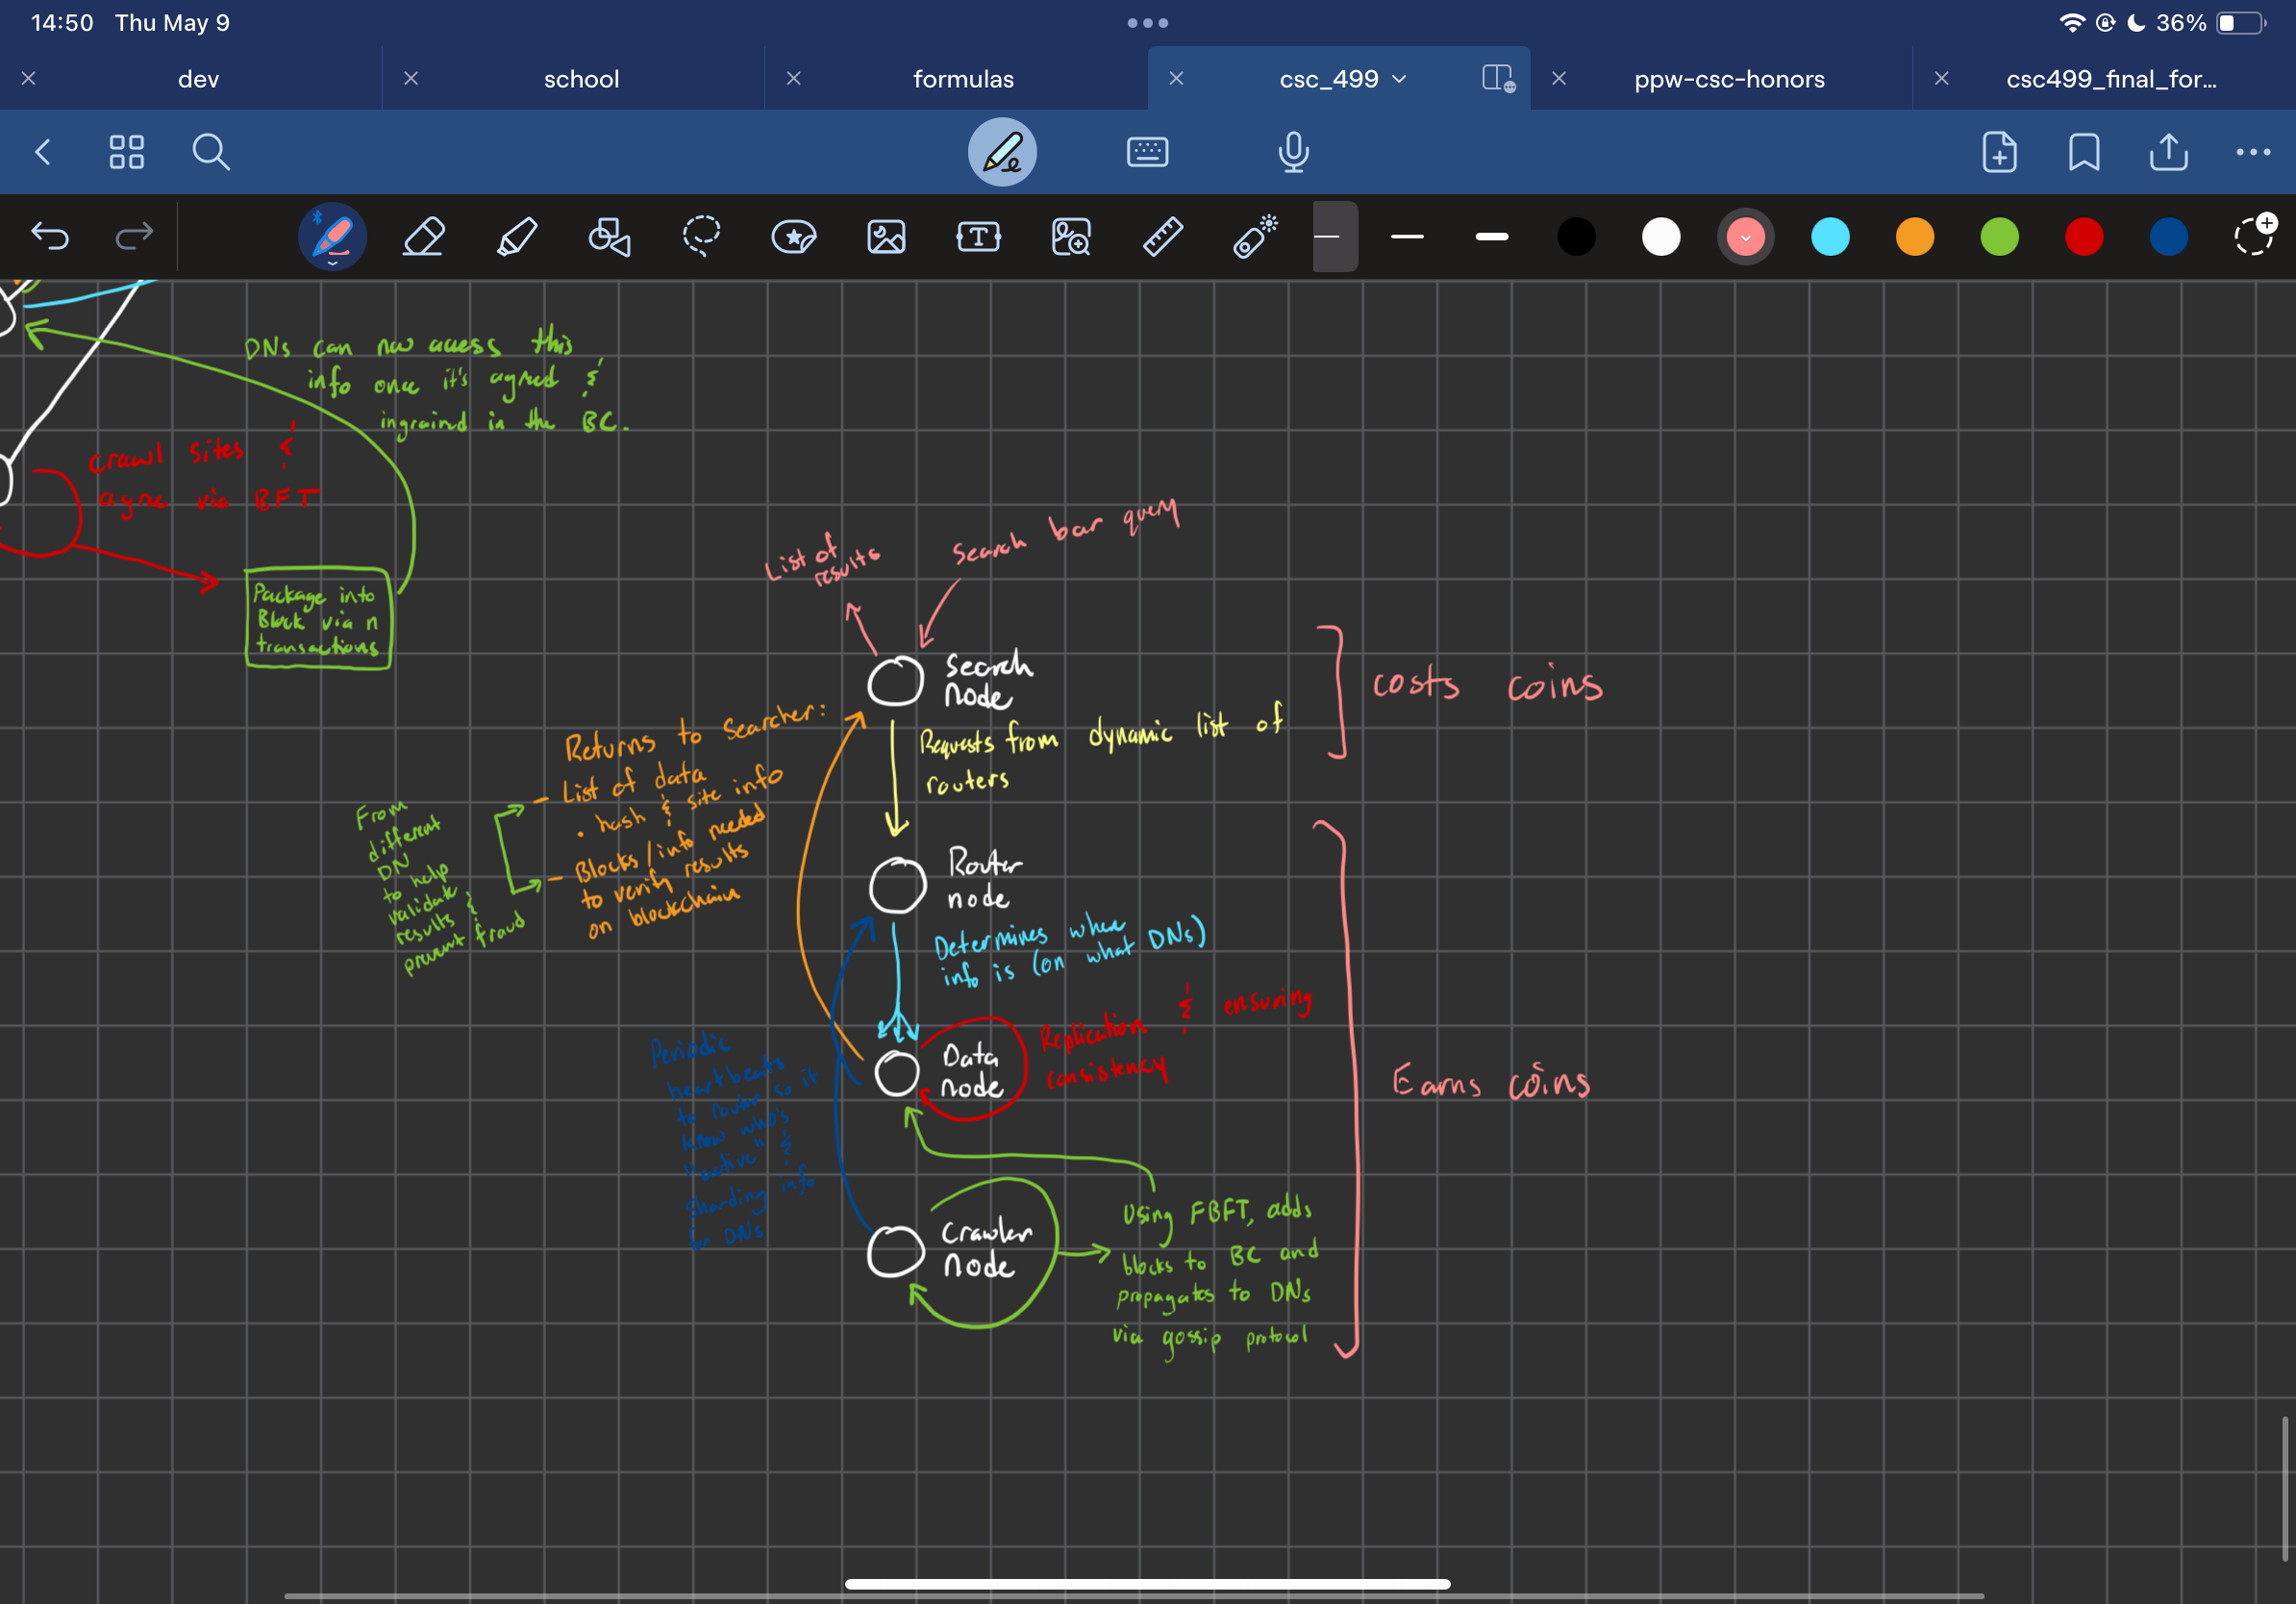 14:50 Thu May 9
36%
dev
school
formulas
csc_499
ppw-csc-honors
csc499_final_for...
DNs can now access this
info once it's agreed &
ingrained in the BC.
crawl sites &
agree via BFT
Package into
Block via n
transactions
List of
results
Search bar query
Search
Node
costs coins
Requests from dynamic list of
routers
Returns to Searcher:
- List of data
• hash & site info
- Blocks/info needed
to verify results
on blockchain
From
different
DN
to help
validate
results &
prevent fraud
Router
node
Determines where
info is (on what DNs)
Data
Node
Replication & ensuring
consistency
Earns coins
Periodic
heartbeats
to router so it
know who's
"active" &
sharding info
for DNs
Crawler
Node
Using FBFT, adds
blocks to BC and
propagates to DNs
via gossip protocol